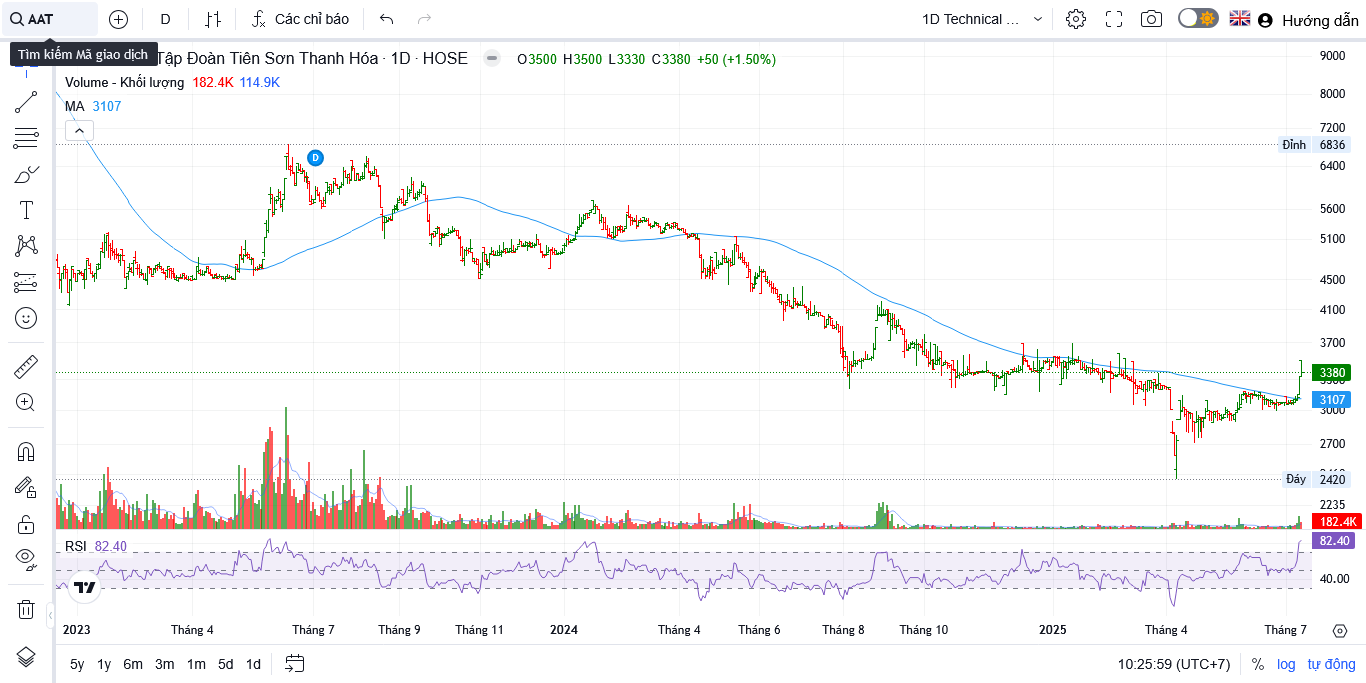 AAT
D
Các chỉ báo
1D Technical ...
Hướng dẫn
Tìm kiếm Mã giao dịch
Tập Đoàn Tiên Sơn Thanh Hóa · 1D · HOSE
O3500 H3500 L3330 C3380 +50 (+1.50%)
Volume - Khối lượng 182.4K 114.9K
MA 3107
D
9000
8000
7200
Đỉnh 6836
6400
5600
5100
4500
4100
3700
3380
3107
3000
2700
Đáy 2420
2235
182.4K
RSI 82.40
82.40
40.00
2023 Tháng 4 Tháng 7 Tháng 9 Tháng 11 2024 Tháng 4 Tháng 6 Tháng 8 Tháng 10 2025 Tháng 4 Tháng 7
5y 1y 6m 3m 1m 5d 1d
10:25:59 (UTC+7) % log tự động